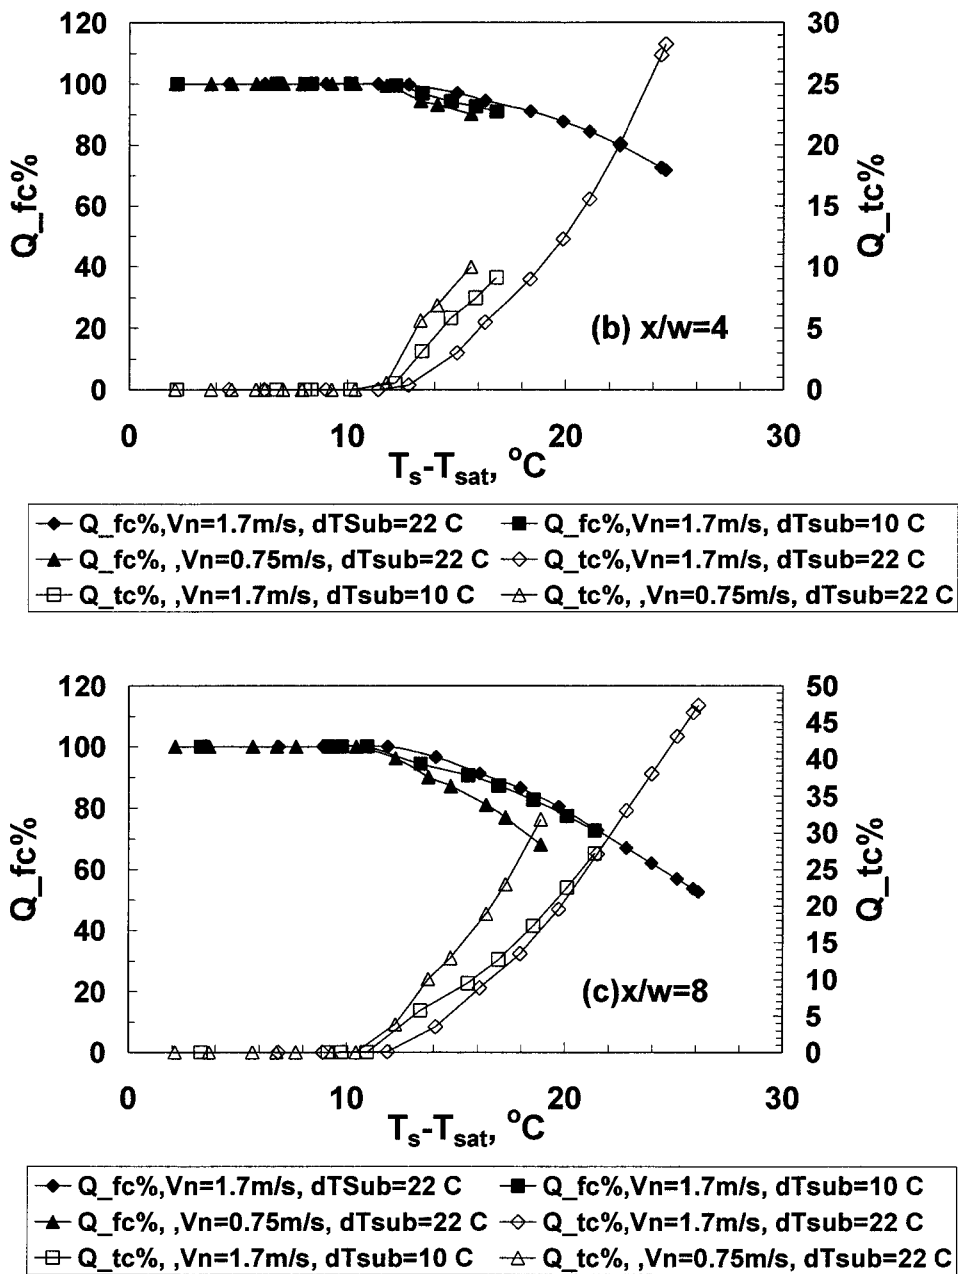 120
100
80
60
40
20
0
Q_fc%
30
25
20
15
10
5
0
Q_tc%
(b) x/w=4
0 10 20 30
Ts-Tsat, °C
Q_fc%,Vn=1.7m/s, dTSub=22 C Q_fc%,Vn=1.7m/s, dTsub=10 C
Q_fc%, ,Vn=0.75m/s, dTsub=22 C Q_tc%,Vn=1.7m/s, dTsub=22 C
Q_tc%, ,Vn=1.7m/s, dTsub=10 C Q_tc%, ,Vn=0.75m/s, dTsub=22 C
120
100
80
60
40
20
0
Q_fc%
50
45
40
35
30
25
20
15
10
5
0
Q_tc%
(c)x/w=8
0 10 20 30
Ts-Tsat, °C
Q_fc%,Vn=1.7m/s, dTSub=22 C Q_fc%,Vn=1.7m/s, dTsub=10 C
Q_fc%, ,Vn=0.75m/s, dTsub=22 C Q_tc%,Vn=1.7m/s, dTsub=22 C
Q_tc%, ,Vn=1.7m/s, dTsub=10 C Q_tc%, ,Vn=0.75m/s, dTsub=22 C